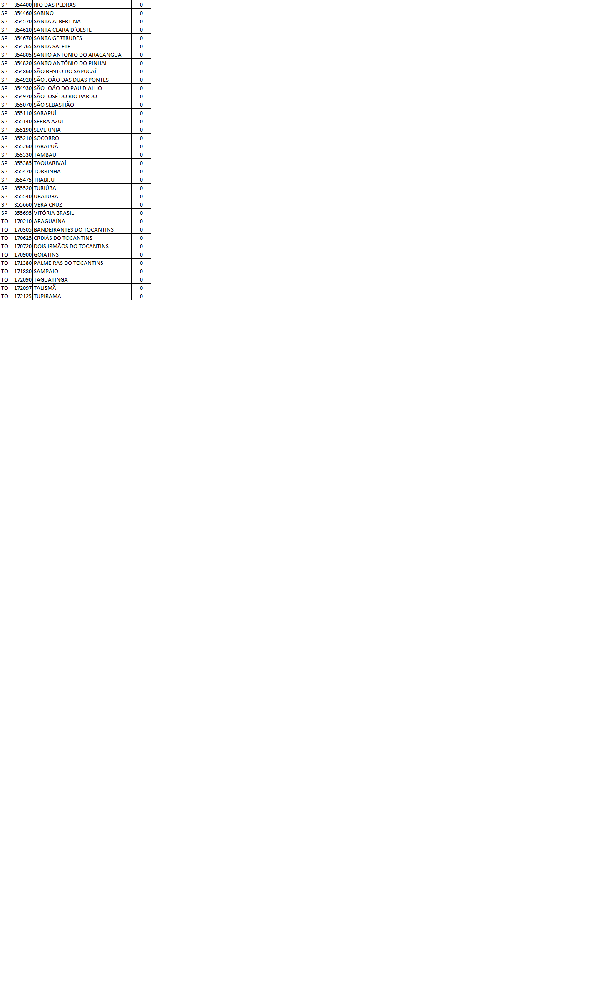 SP 354400 RIO DAS PEDRAS 0
SP 354460 SABINO 0
SP 354570 SANTA ALBERTINA 0
SP 354610 SANTA CLARA D´OESTE 0
SP 354670 SANTA GERTRUDES 0
SP 354765 SANTA SALETE 0
SP 354805 SANTO ANTÔNIO DO ARACANGUÁ 0
SP 354820 SANTO ANTÔNIO DO PINHAL 0
SP 354860 SÃO BENTO DO SAPUCAÍ 0
SP 354920 SÃO JOÃO DAS DUAS PONTES 0
SP 354930 SÃO JOÃO DO PAU D´ALHO 0
SP 354970 SÃO JOSÉ DO RIO PARDO 0
SP 355070 SÃO SEBASTIÃO 0
SP 355110 SARAPUÍ 0
SP 355140 SERRA AZUL 0
SP 355190 SEVERÍNIA 0
SP 355210 SOCORRO 0
SP 355260 TABAPUÃ 0
SP 355330 TAMBAÚ 0
SP 355385 TAQUARIVAÍ 0
SP 355470 TORRINHA 0
SP 355475 TRABIJU 0
SP 355520 TURIÚBA 0
SP 355540 UBATUBA 0
SP 355660 VERA CRUZ 0
SP 355695 VITÓRIA BRASIL 0
TO 170210 ARAGUAÍNA 0
TO 170305 BANDEIRANTES DO TOCANTINS 0
TO 170625 CRIXÁS DO TOCANTINS 0
TO 170720 DOIS IRMÃOS DO TOCANTINS 0
TO 170900 GOIATINS 0
TO 171380 PALMEIRAS DO TOCANTINS 0
TO 171880 SAMPAIO 0
TO 172090 TAGUATINGA 0
TO 172097 TALISMÃ 0
TO 172125 TUPIRAMA 0